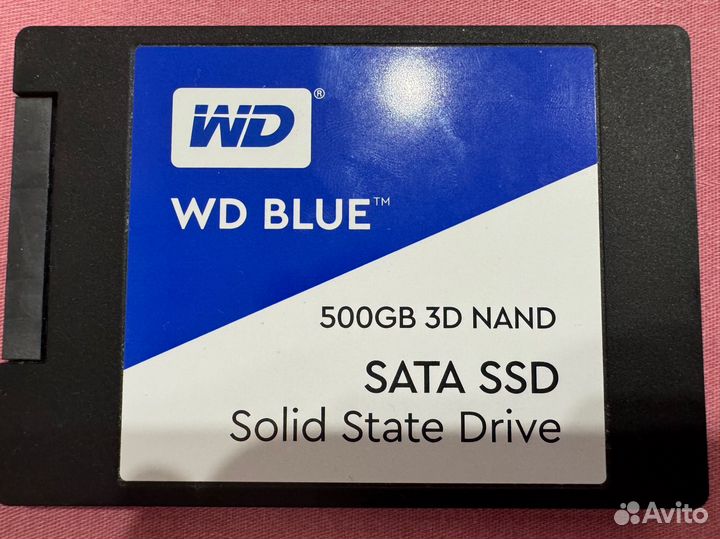 WD®
WD BLUE™
500GB 3D NAND
SATA SSD
Solid State Drive
Avito